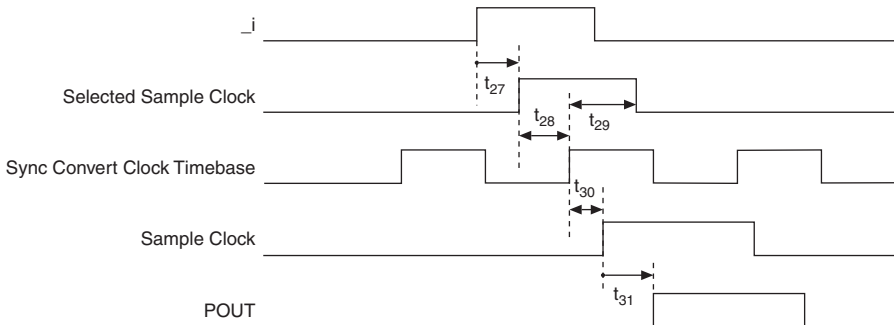 _i
t27
Selected Sample Clock
t28
t29
Sync Convert Clock Timebase
t30
Sample Clock
t31
POUT